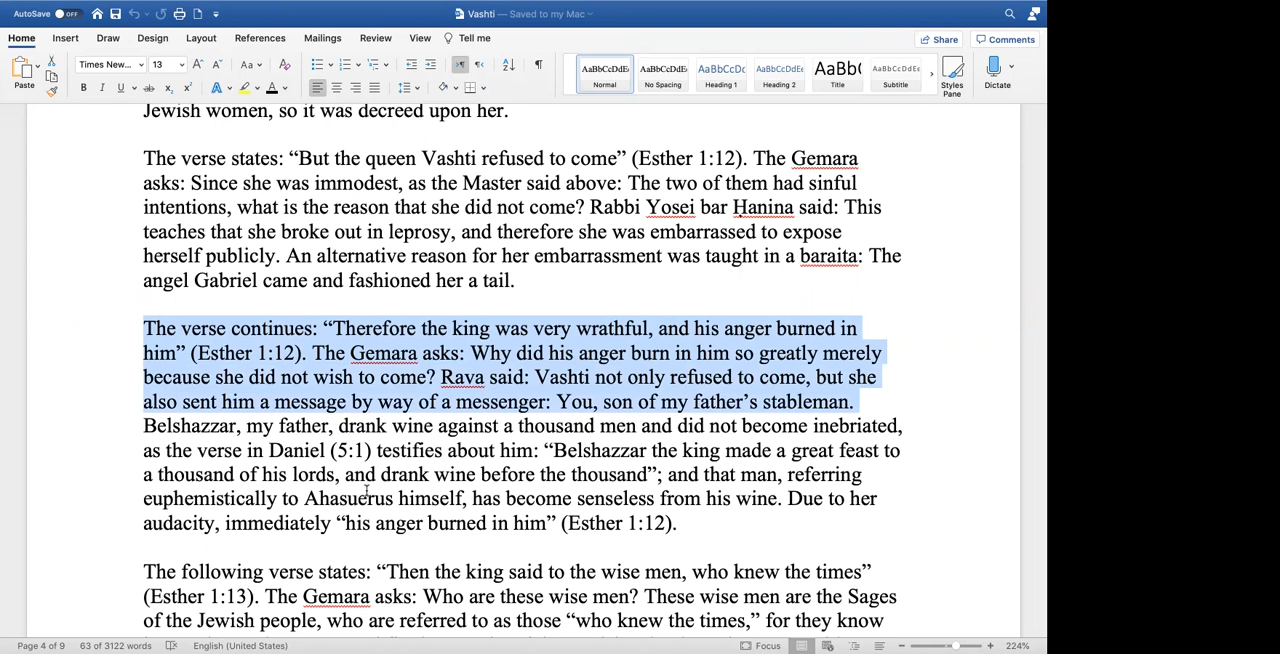 AutoSave OFF Vashti — Saved to my Mac
Home Insert Draw Design Layout References Mailings Review View Tell me Share Comments
Paste Times New... 13 A A Aa A AaBbCcDdEe AaBbCcDdEe AaBbCcDc AaBbCcDdEe AaBb( AaBbCcDdEe
B I U ab x₂ x² A A Normal No Spacing Heading 1 Heading 2 Title Subtitle Styles Pane Dictate
Jewish women, so it was decreed upon her.
The verse states: “But the queen Vashti refused to come” (Esther 1:12). The Gemara
asks: Since she was immodest, as the Master said above: The two of them had sinful
intentions, what is the reason that she did not come? Rabbi Yosei bar Ḥanina said: This
teaches that she broke out in leprosy, and therefore she was embarrassed to expose
herself publicly. An alternative reason for her embarrassment was taught in a baraita: The
angel Gabriel came and fashioned her a tail.
The verse continues: “Therefore the king was very wrathful, and his anger burned in
him” (Esther 1:12). The Gemara asks: Why did his anger burn in him so greatly merely
because she did not wish to come? Rava said: Vashti not only refused to come, but she
also sent him a message by way of a messenger: You, son of my father’s stableman.
Belshazzar, my father, drank wine against a thousand men and did not become inebriated,
as the verse in Daniel (5:1) testifies about him: “Belshazzar the king made a great feast to
a thousand of his lords, and drank wine before the thousand”; and that man, referring
euphemistically to Ahasuerus himself, has become senseless from his wine. Due to her
audacity, immediately “his anger burned in him” (Esther 1:12).
The following verse states: “Then the king said to the wise men, who knew the times”
(Esther 1:13). The Gemara asks: Who are these wise men? These wise men are the Sages
of the Jewish people, who are referred to as those “who knew the times,” for they know
Page 4 of 9 63 of 3122 words English (United States) Focus 224%